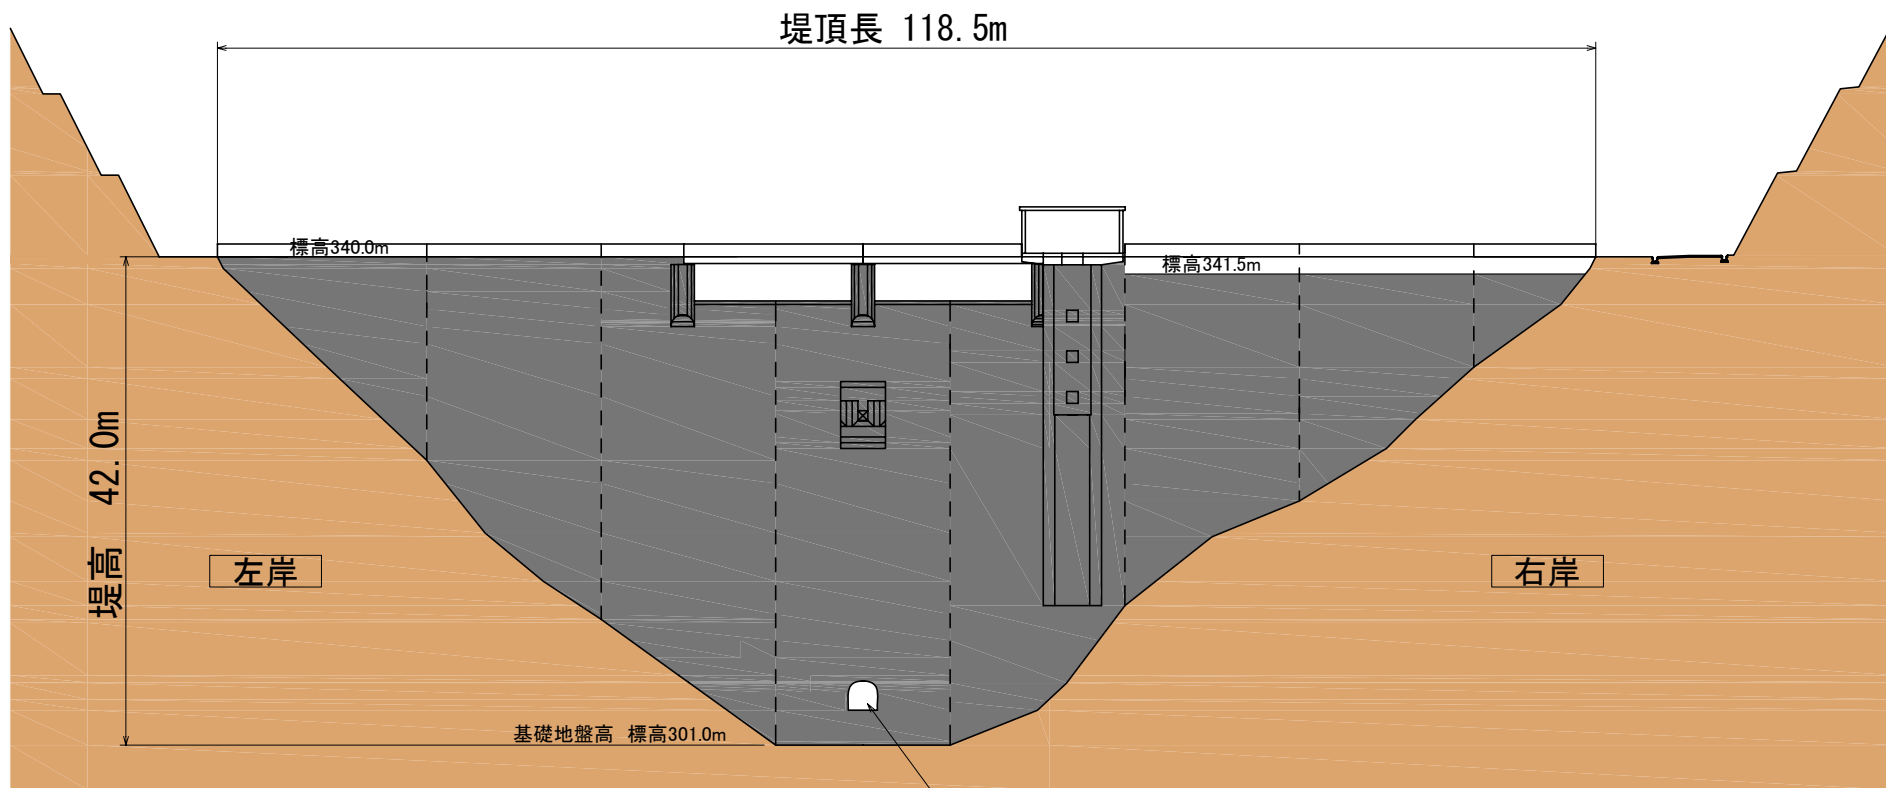 堤頂長 118.5m
標高340.0m
標高341.5m
堤高 42.0m
左岸
右岸
基礎地盤高 標高301.0m